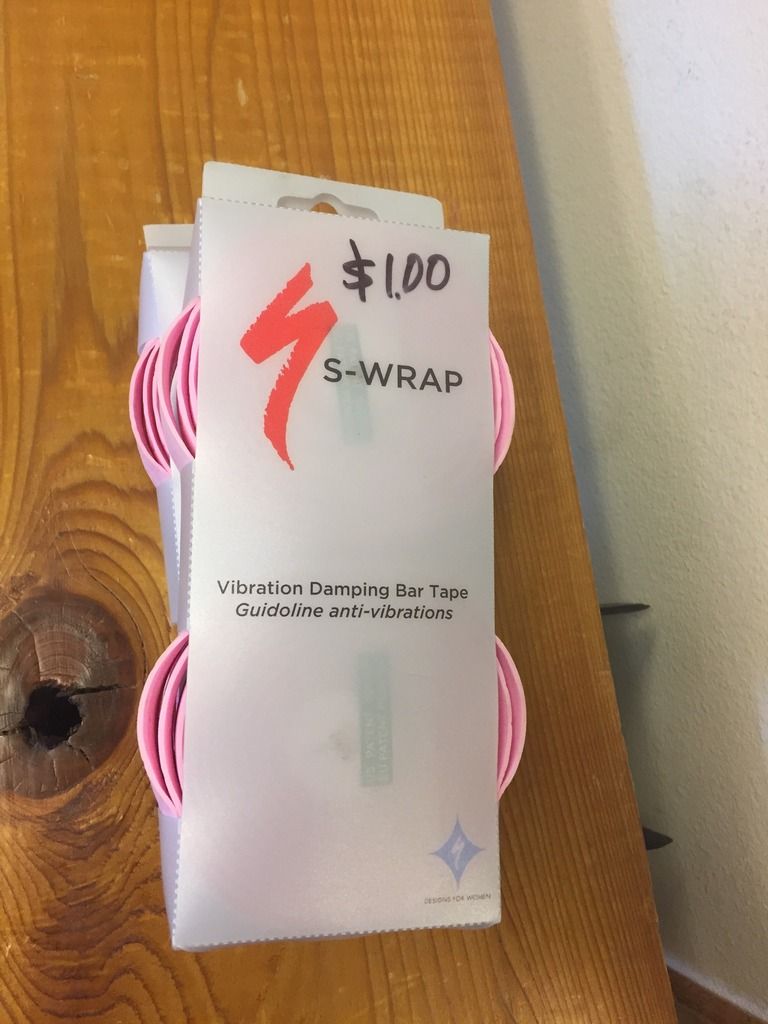 $1.00
S-WRAP
Vibration Damping Bar Tape
Guidoline anti-vibrations
DESIGNS FOR WOMEN